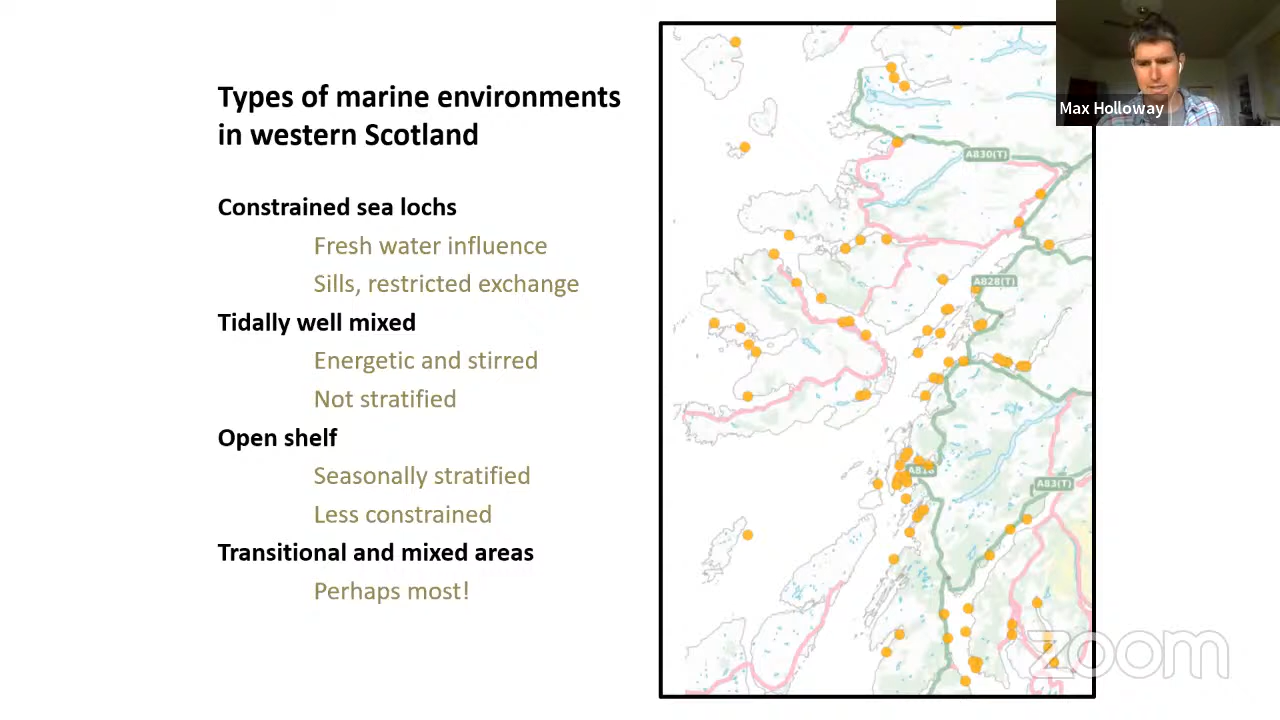 Types of marine environments
in western Scotland
Constrained sea lochs
Fresh water influence
Sills, restricted exchange
Tidally well mixed
Energetic and stirred
Not stratified
Open shelf
Seasonally stratified
Less constrained
Transitional and mixed areas
Perhaps most!
A830(T)
A828(T)
A83(T)
Max Holloway
zoom